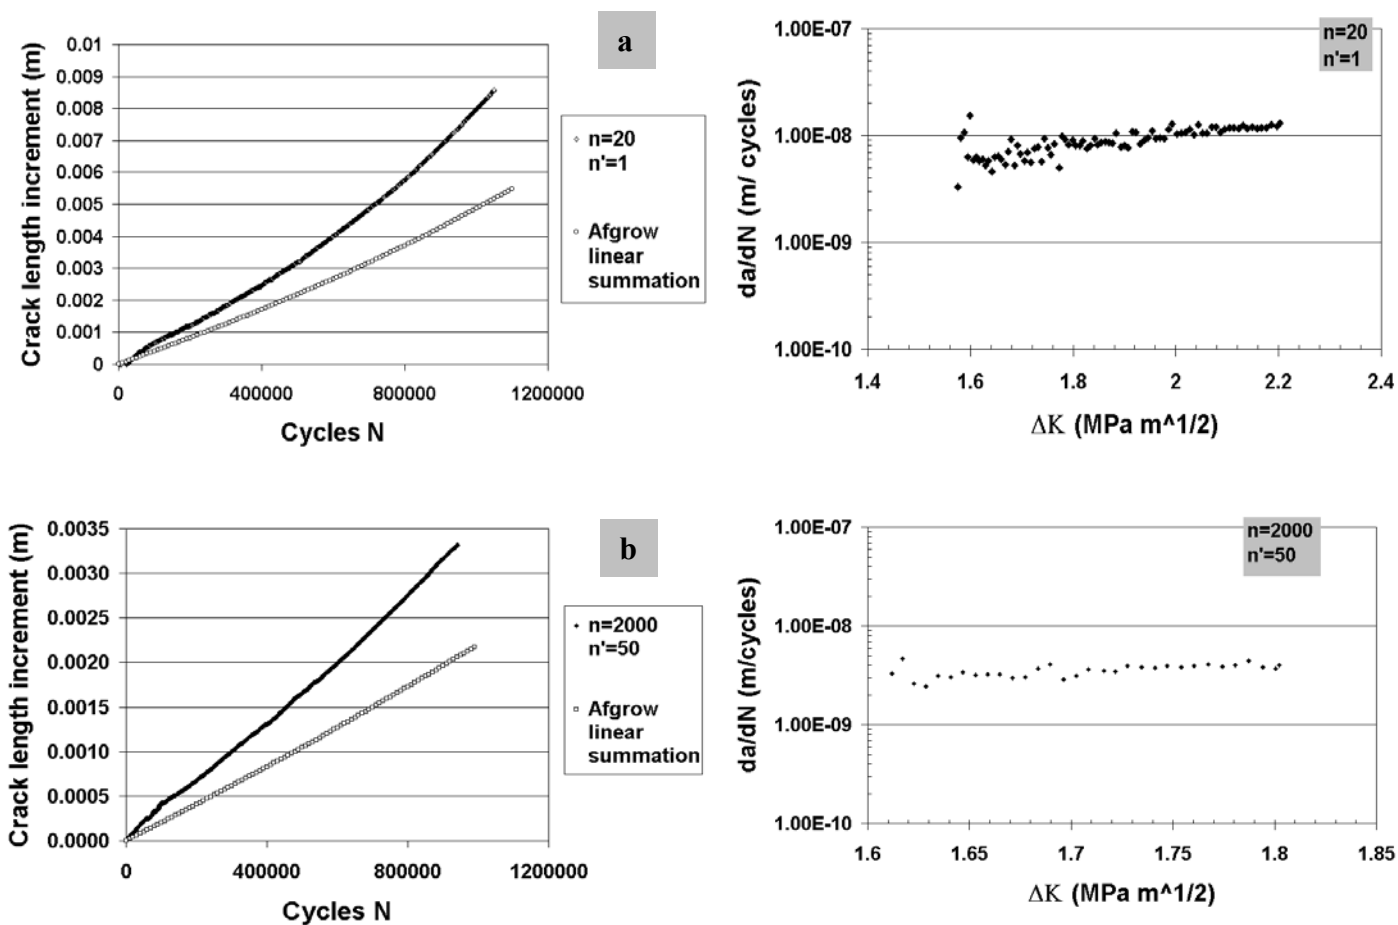 a
Crack length increment (m)
0.01
0.009
0.008
0.007
0.006
0.005
0.004
0.003
0.002
0.001
0
0
400000
800000
1200000
Cycles N
n=20
n'=1
Afgrow
linear
summation
da/dN (m/ cycles)
1.00E-07
1.00E-08
1.00E-09
1.00E-10
n=20
n'=1
1.4
1.6
1.8
2
2.2
2.4
ΔK (MPa m^1/2)
b
Crack length increment (m)
0.0035
0.0030
0.0025
0.0020
0.0015
0.0010
0.0005
0.0000
0
400000
800000
1200000
Cycles N
n=2000
n'=50
Afgrow
linear
summation
da/dN (m/cycles)
1.00E-07
1.00E-08
1.00E-09
1.00E-10
n=2000
n'=50
1.6
1.65
1.7
1.75
1.8
1.85
ΔK (MPa m^1/2)